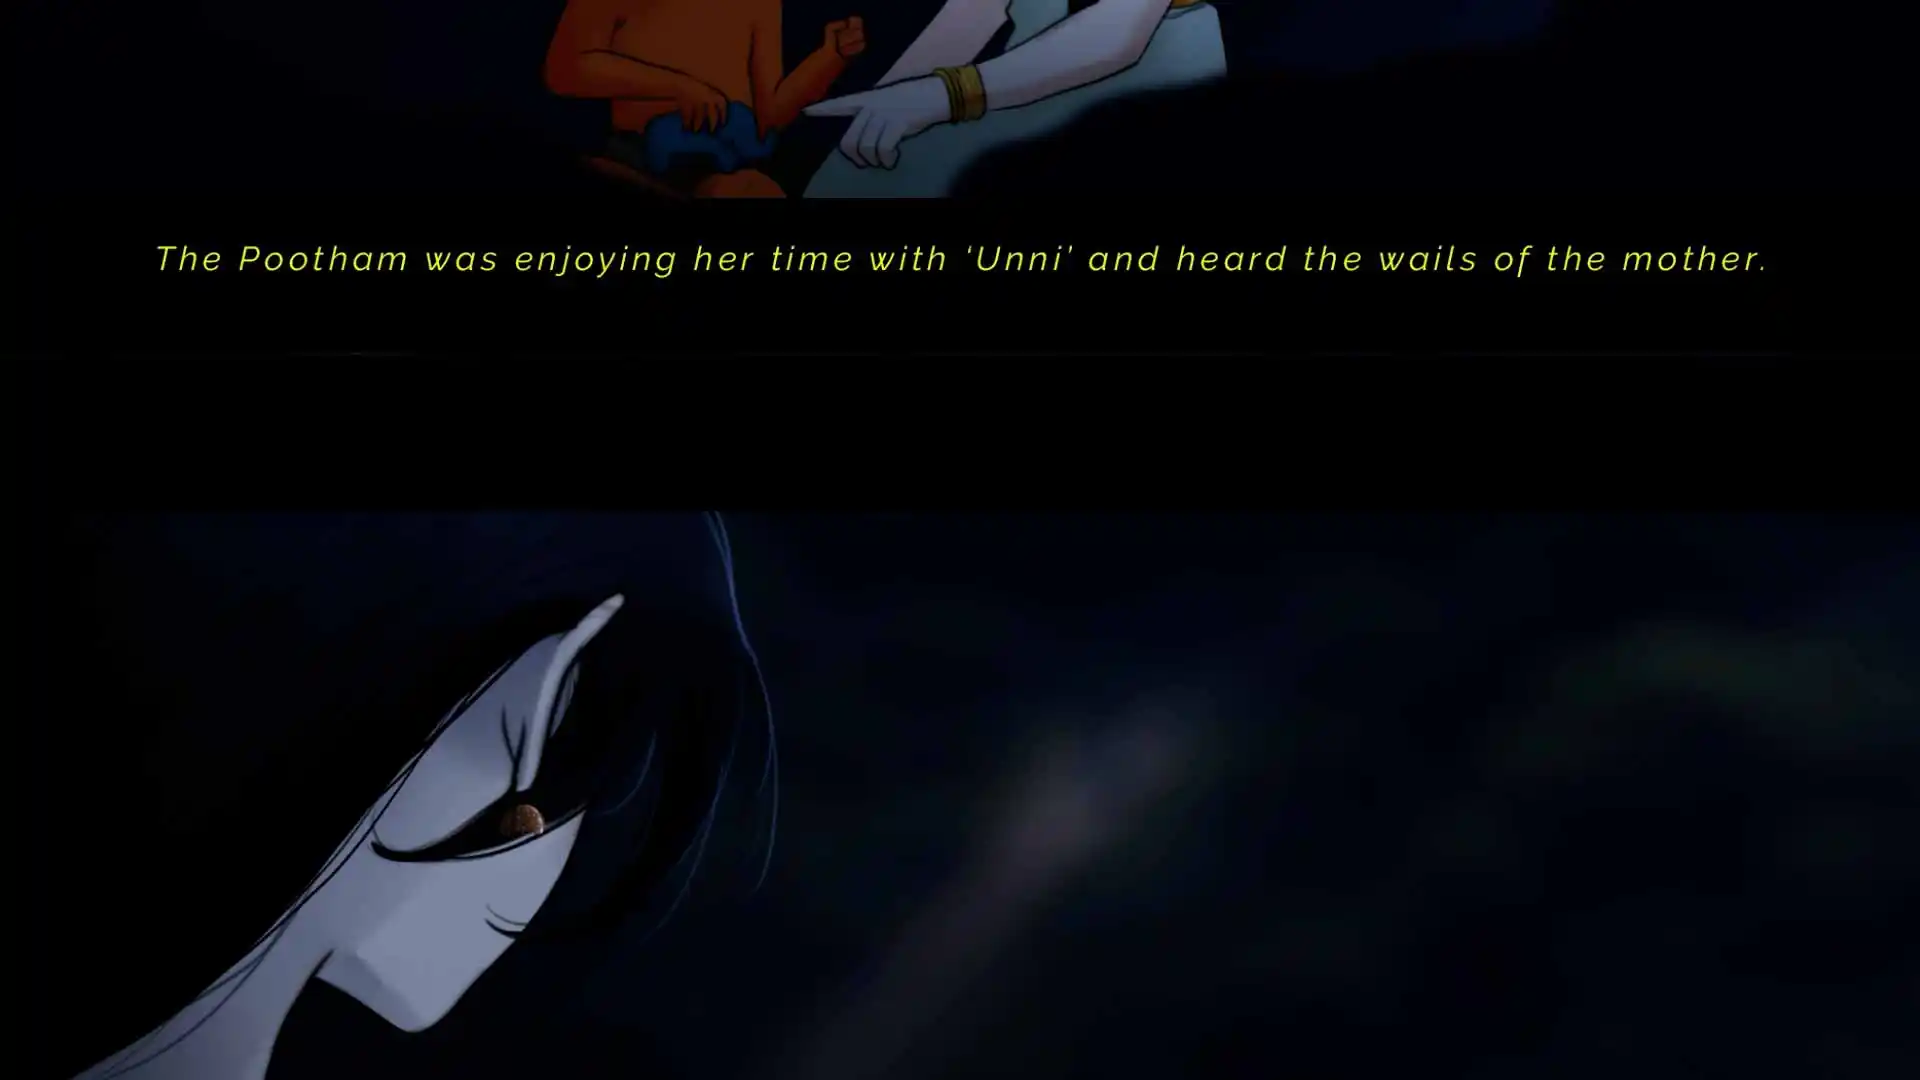 The Pootham was enjoying her time with ‘Unni’ and heard the wails of the mother.